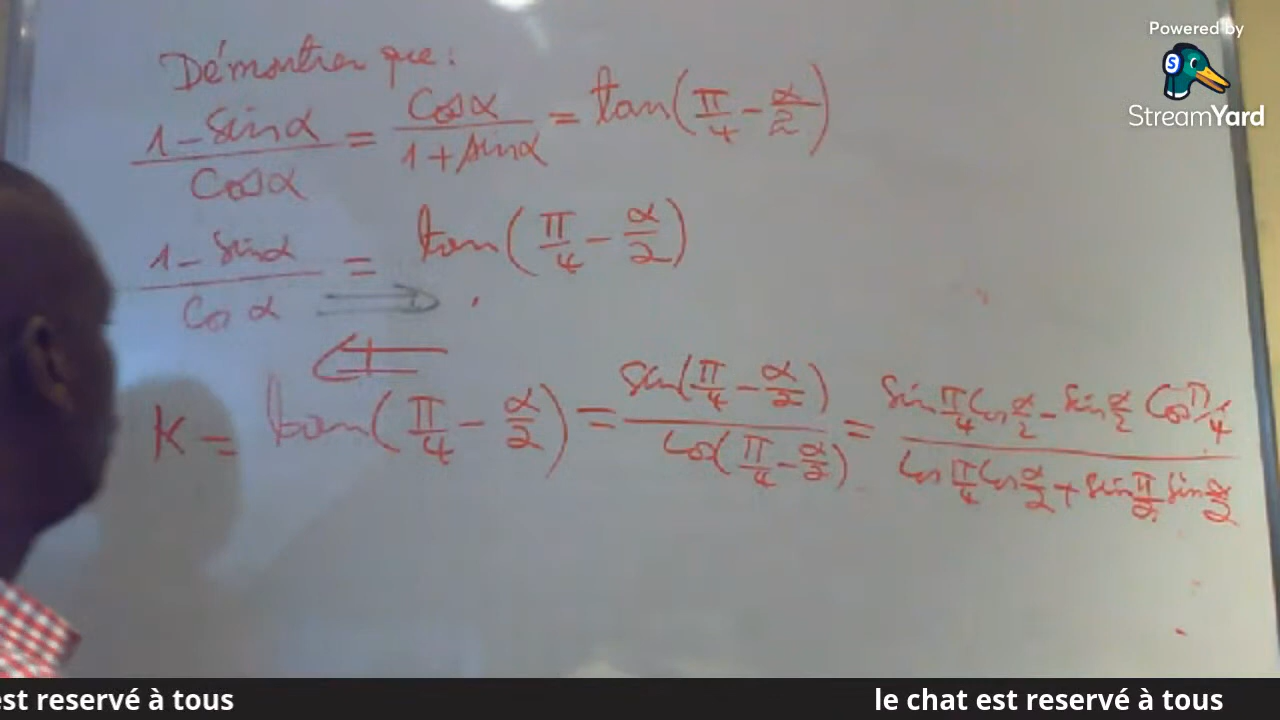 Powered by
StreamYard
Démontrer que :
1 - sin α / cos α = cos α / 1 + sin α = tan(π/4 - α/2)
1 - sin α / cos α = tan(π/4 - α/2)
K = tan(π/4 - α/2) = sin(π/4 - α/2) / cos(π/4 - α/2) = sin π/4 cos α/2 - sin α/2 cos π/4 / cos π/4 cos α/2 + sin π/2 sin α/2
est reservé à tous le chat est reservé à tous